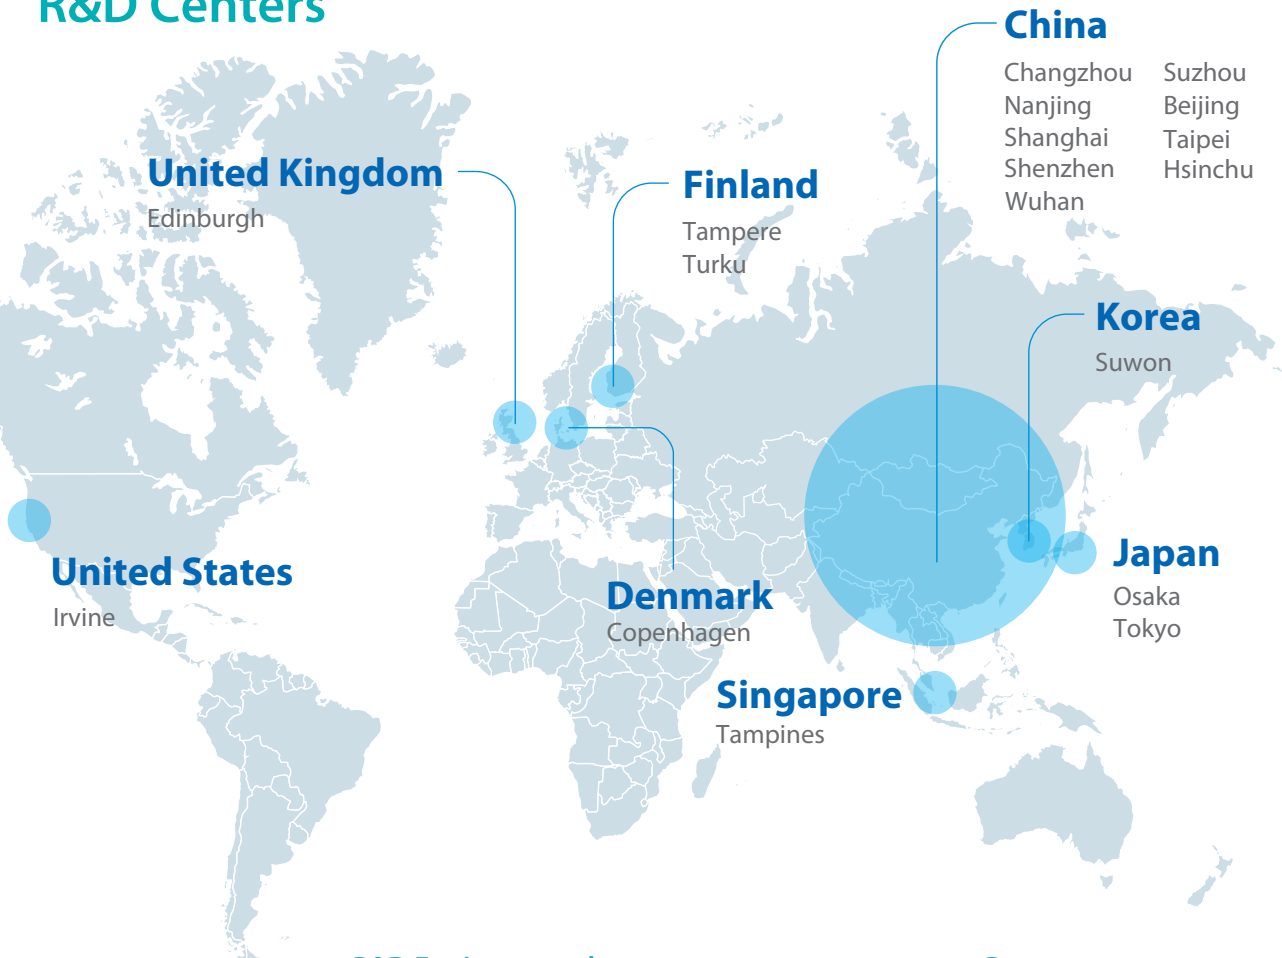 R&D Centers
China
Changzhou
Nanjing
Shanghai
Shenzhen
Wuhan
Suzhou
Beijing
Taipei
Hsinchu
United Kingdom
Edinburgh
Finland
Tampere
Turku
Korea
Suwon
Japan
Osaka
Tokyo
United States
Irvine
Denmark
Copenhagen
Singapore
Tampines